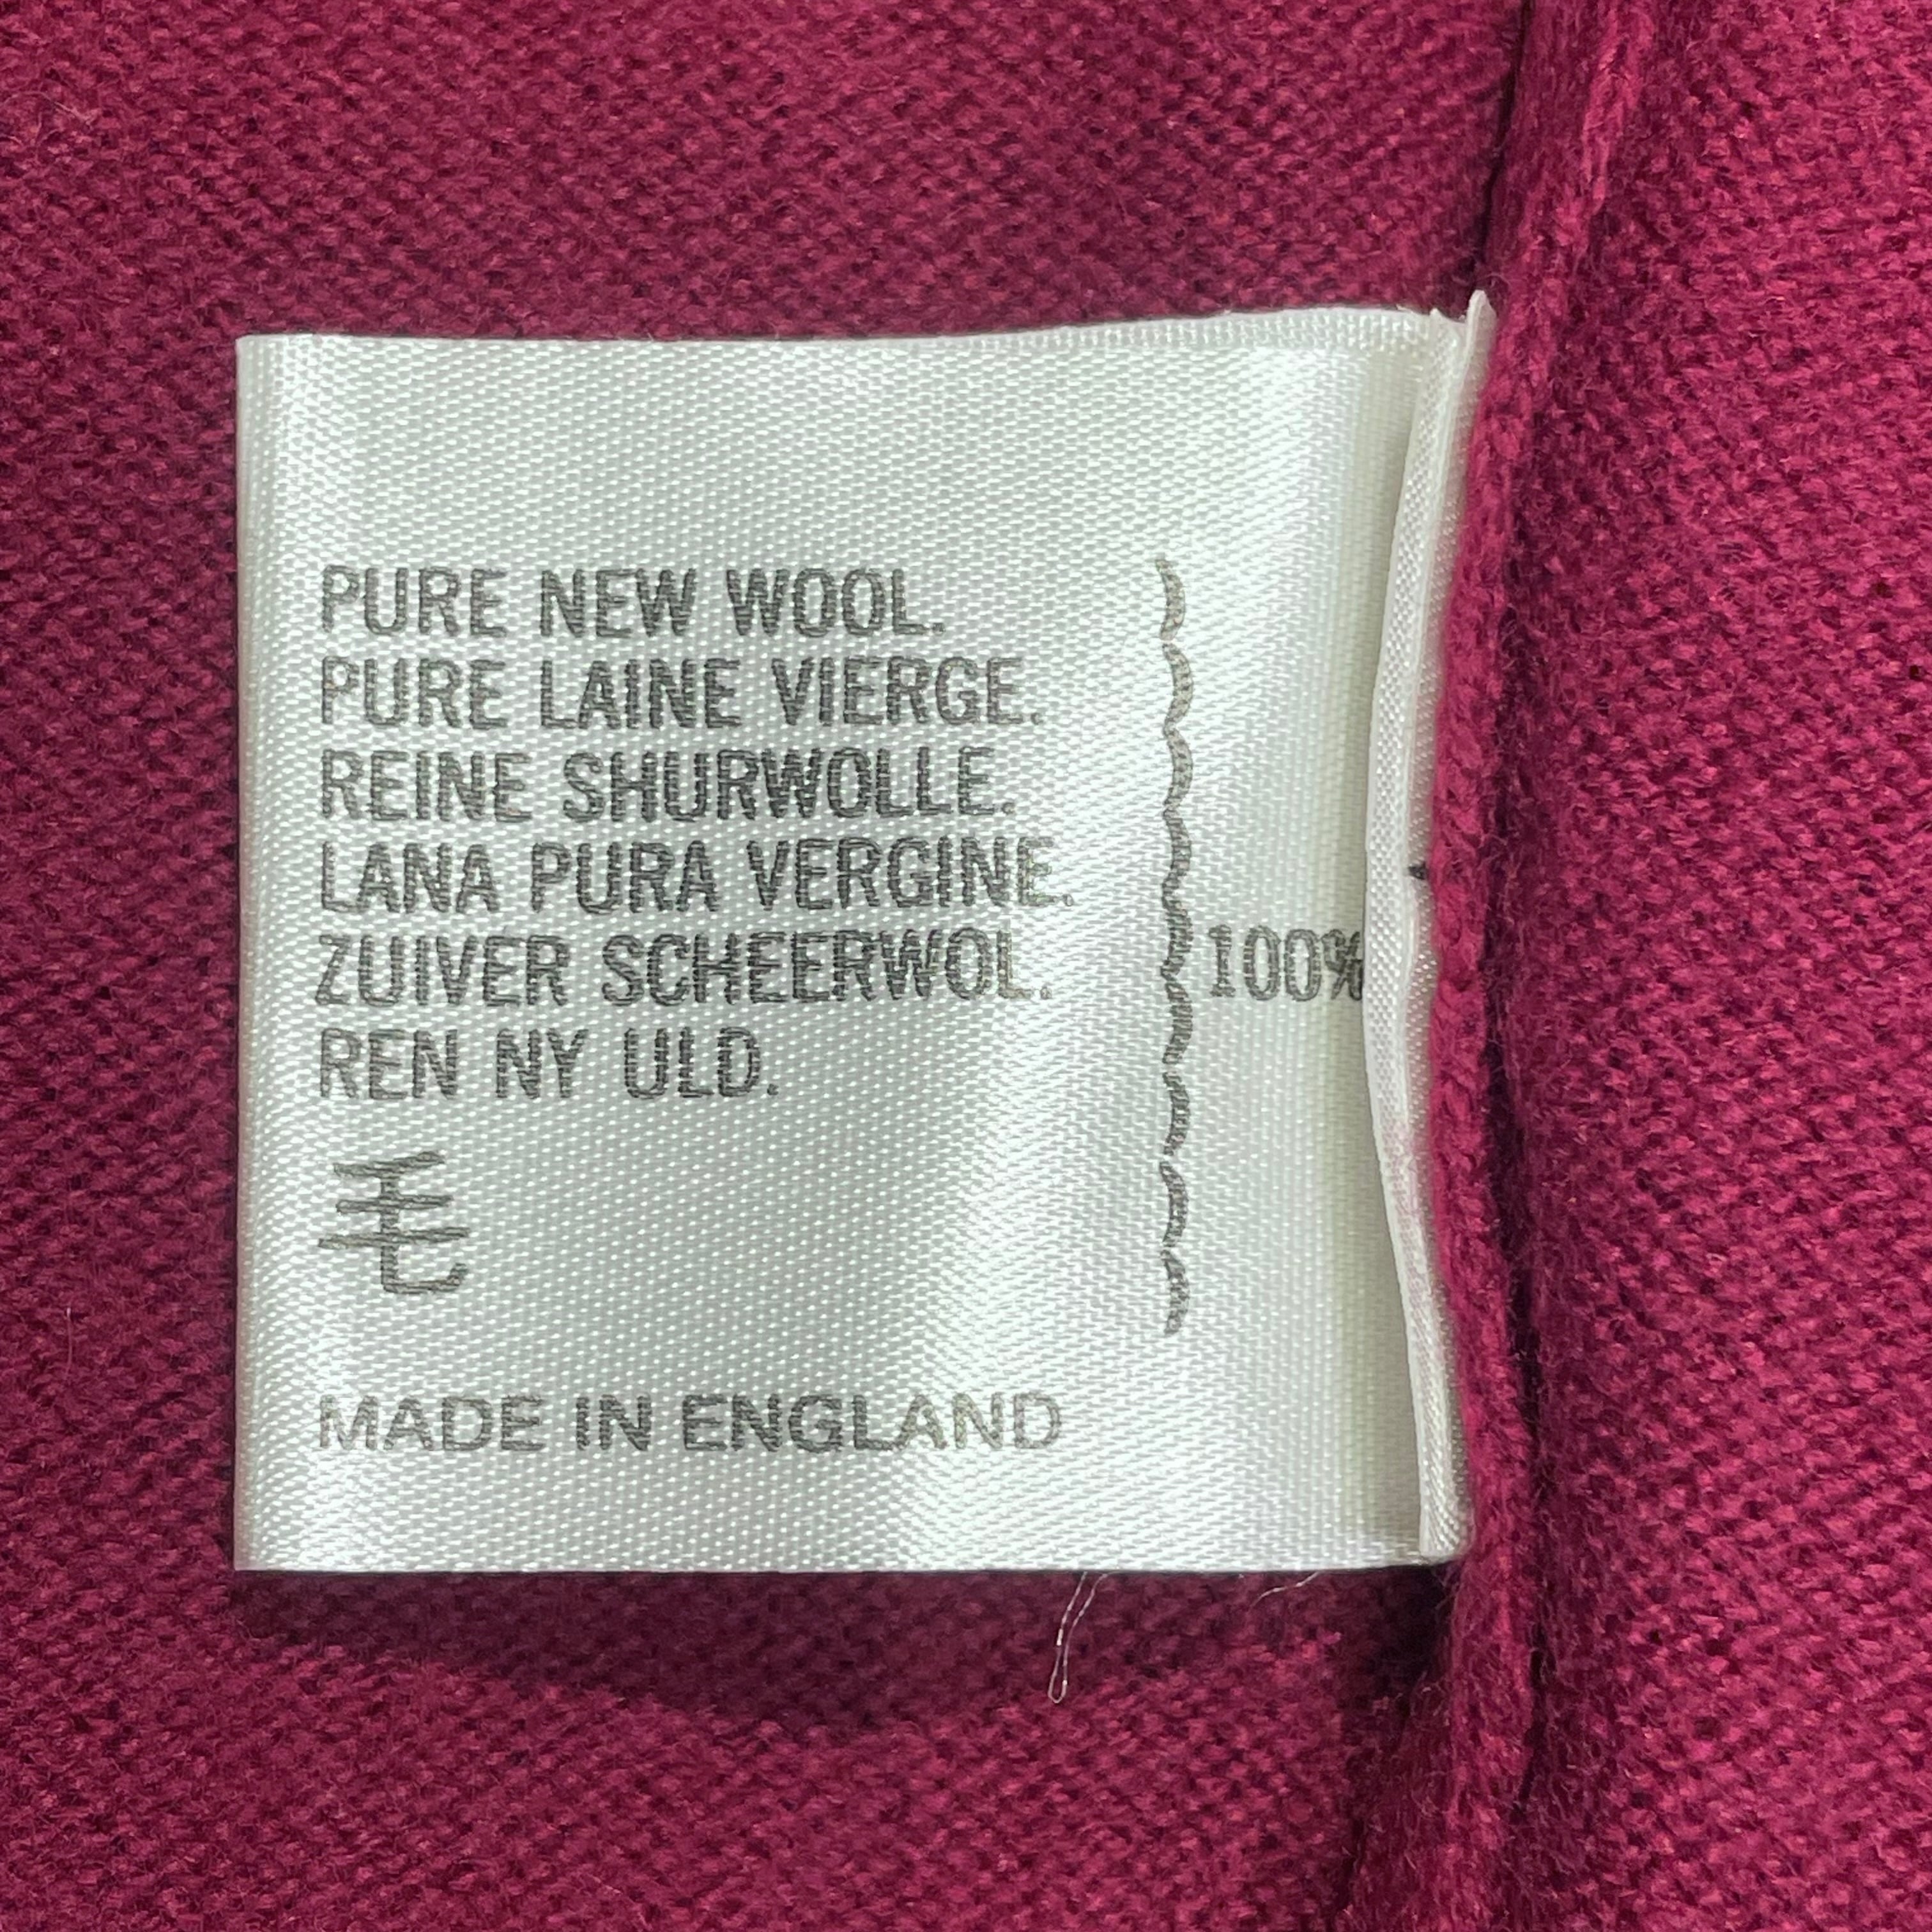 PURE NEW WOOL.
PURE LAINE VIERGE.
REINE SHURWOLLE.
LANA PURA VERGINE.
ZUIVER SCHEERWOL.
100%
REN NY ULD.
毛
MADE IN ENGLAND